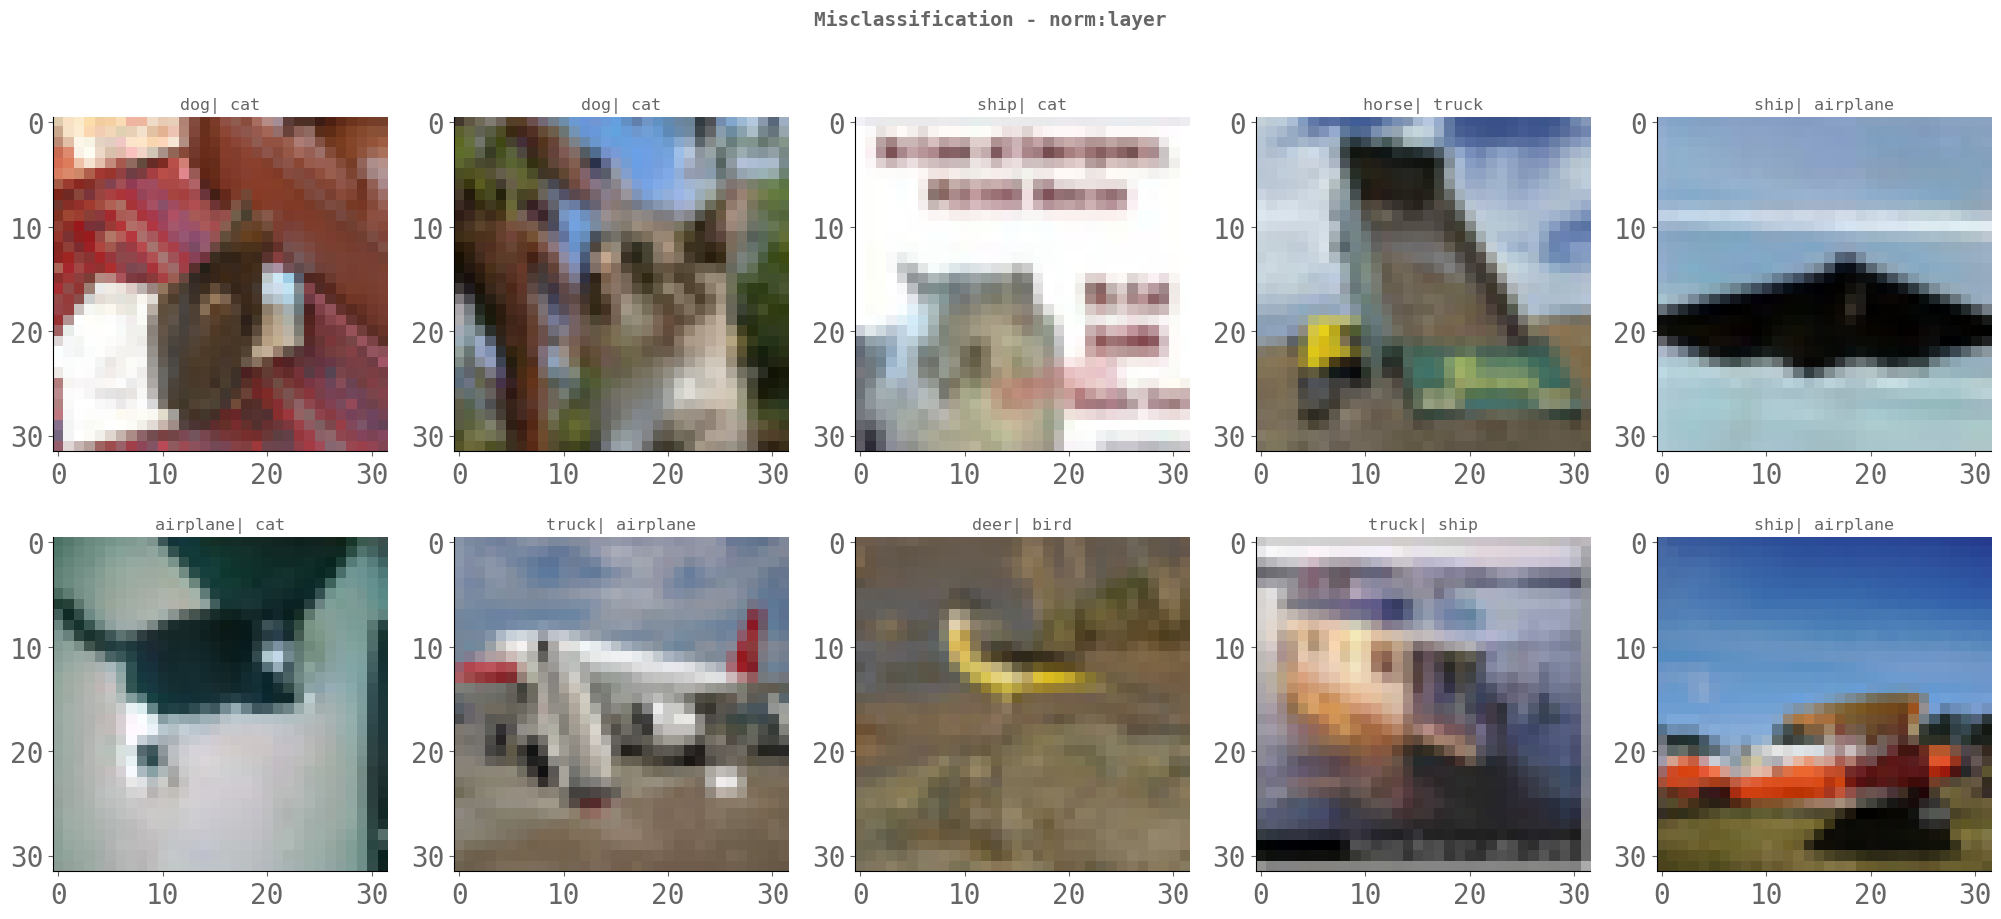 Misclassification - norm:layer
dog| cat
dog| cat
ship| cat
horse| truck
ship| airplane
0
10
20
30
0 10 20 30
0
10
20
30
0 10 20 30
0
10
20
30
0 10 20 30
0
10
20
30
0 10 20 30
0
10
20
30
0 10 20 30
airplane| cat
truck| airplane
deer| bird
truck| ship
ship| airplane
0
10
20
30
0 10 20 30
0
10
20
30
0 10 20 30
0
10
20
30
0 10 20 30
0
10
20
30
0 10 20 30
0
10
20
30
0 10 20 30